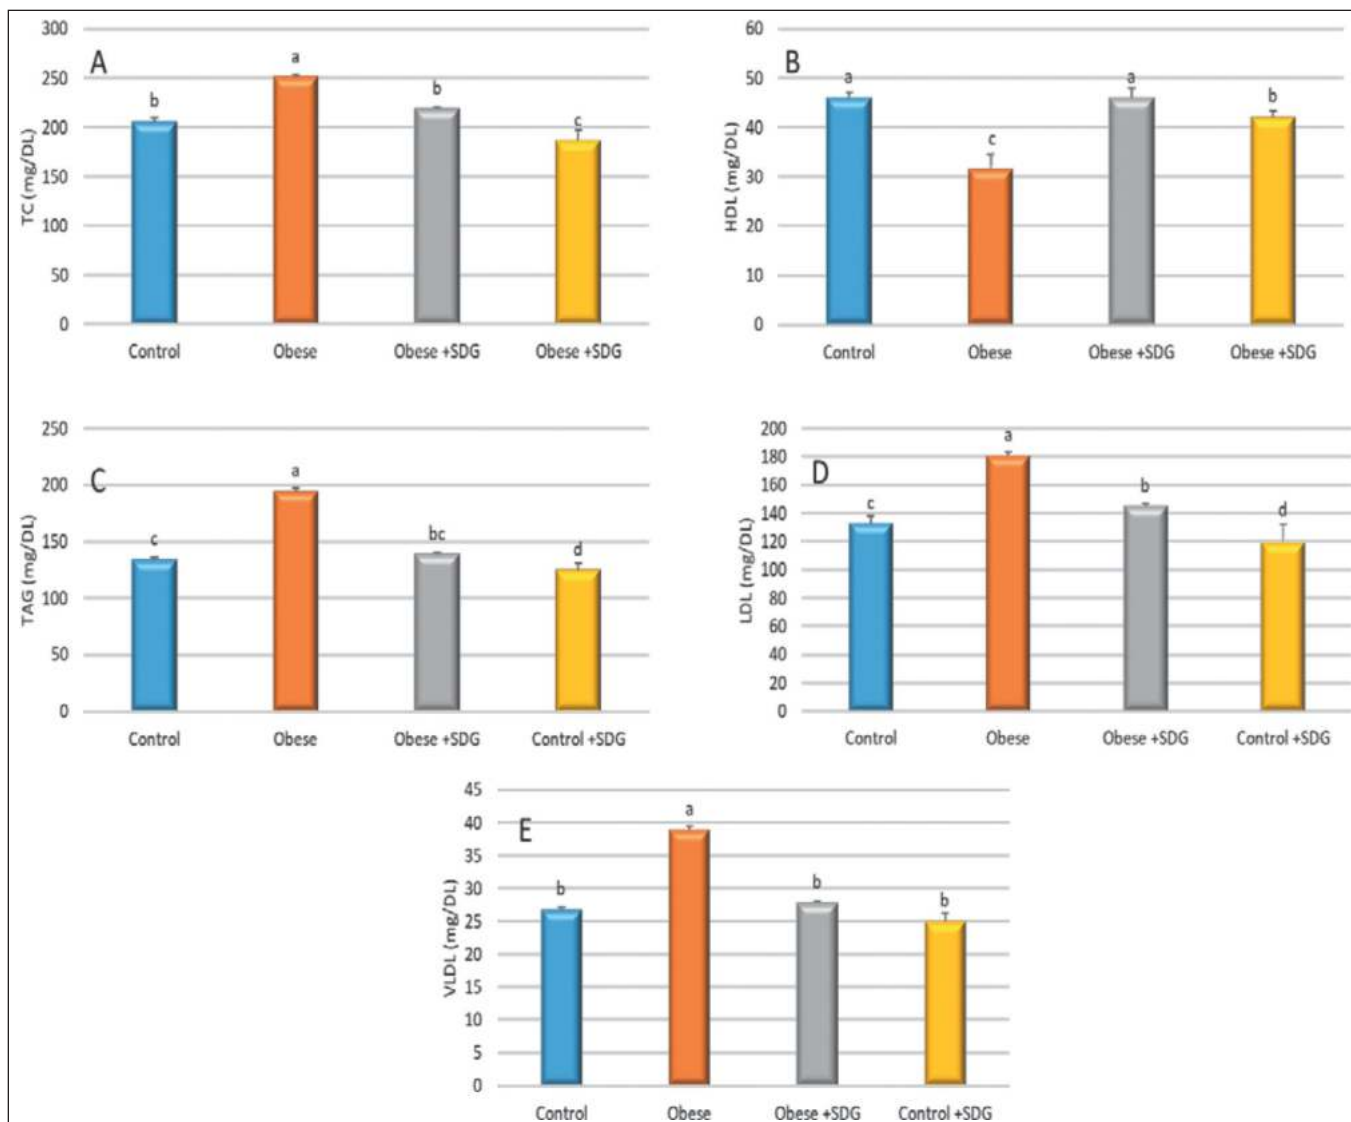 A
TC (mg/DL)
300
250
200
150
100
50
0
b
a
b
c
Control Obese Obese +SDG Obese +SDG
B
HDL (mg/DL)
60
50
40
30
20
10
0
a
c
a
b
Control Obese Obese +SDG Obese +SDG
C
TAG (mg/DL)
250
200
150
100
50
0
c
a
bc
d
Control Obese Obese +SDG Control +SDG
D
LDL (mg/DL)
200
180
160
140
120
100
80
60
40
20
0
c
a
b
d
Control Obese Obese +SDG Control +SDG
E
VLDL (mg/DL)
45
40
35
30
25
20
15
10
5
0
b
a
b
b
Control Obese Obese +SDG Control +SDG